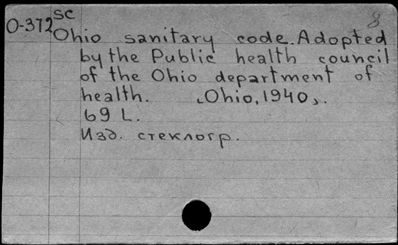 sc
8
O-372
Ohio sanitary code. Adopted
by the Public health council
of the Ohio department of
health. [Ohio, 1940].
69 L.
Изд. стеклогр.